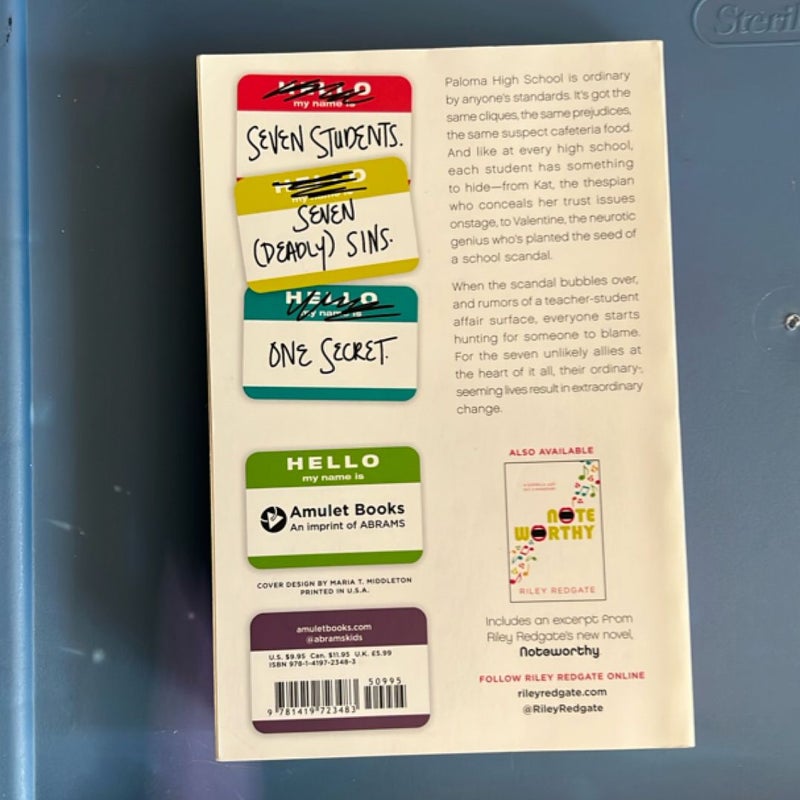 HELLO
my name is
SEVEN STUDENTS.
HELLO
my name is
SEVEN
(DEADLY) SINS.
HELLO
my name is
ONE SECRET.
HELLO
my name is
Amulet Books
An imprint of ABRAMS
COVER DESIGN BY MARIA T. MIDDLETON
PRINTED IN U.S.A.
amuletbooks.com
@abramskids
U.S. $9.95 Can. $11.95 U.K. £5.99
ISBN 978-1-4197-2348-3
50995
9 781419 723483
Paloma High School is ordinary
by anyone's standards. It's got the
same cliques, the same prejudices,
the same suspect cafeteria food.
And like at every high school,
each student has something
to hide—from Kat, the thespian
who conceals her trust issues
onstage, to Valentine, the neurotic
genius who's planted the seed of
a school scandal.
When the scandal bubbles over,
and rumors of a teacher-student
affair surface, everyone starts
hunting for someone to blame.
For the seven unlikely allies at
the heart of it all, their ordinary-
seeming lives result in extraordinary
change.
ALSO AVAILABLE
NOTE
WORTHY
RILEY REDGATE
Includes an excerpt from
Riley Redgate's new novel,
Noteworthy.
FOLLOW RILEY REDGATE ONLINE
rileyredgate.com
@RileyRedgate